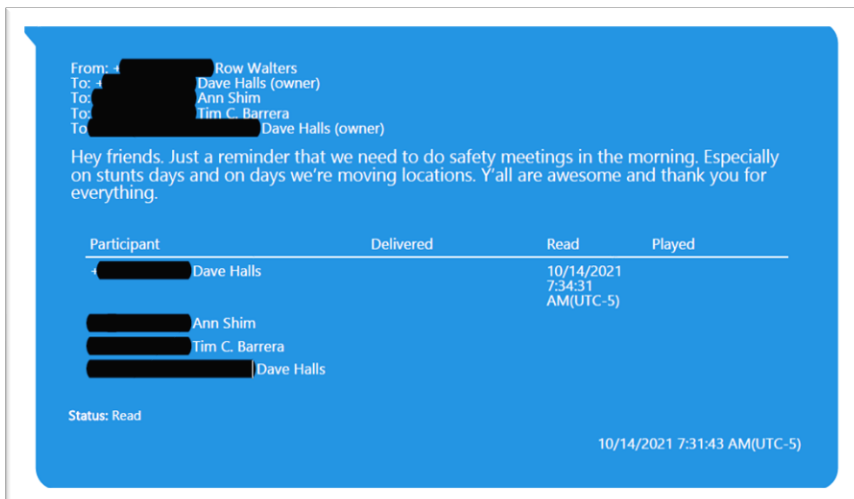 From: + Row Walters
To: + Dave Halls (owner)
To: Ann Shim
To: Tim C. Barrera
To Dave Halls (owner)
Hey friends. Just a reminder that we need to do safety meetings in the morning. Especially
on stunts days and on days we're moving locations. Y'all are awesome and thank you for
everything.
Participant Delivered Read Played
+ Dave Halls 10/14/2021
7:34:31
AM(UTC-5)
Ann Shim
Tim C. Barrera
Dave Halls
Status: Read
10/14/2021 7:31:43 AM(UTC-5)